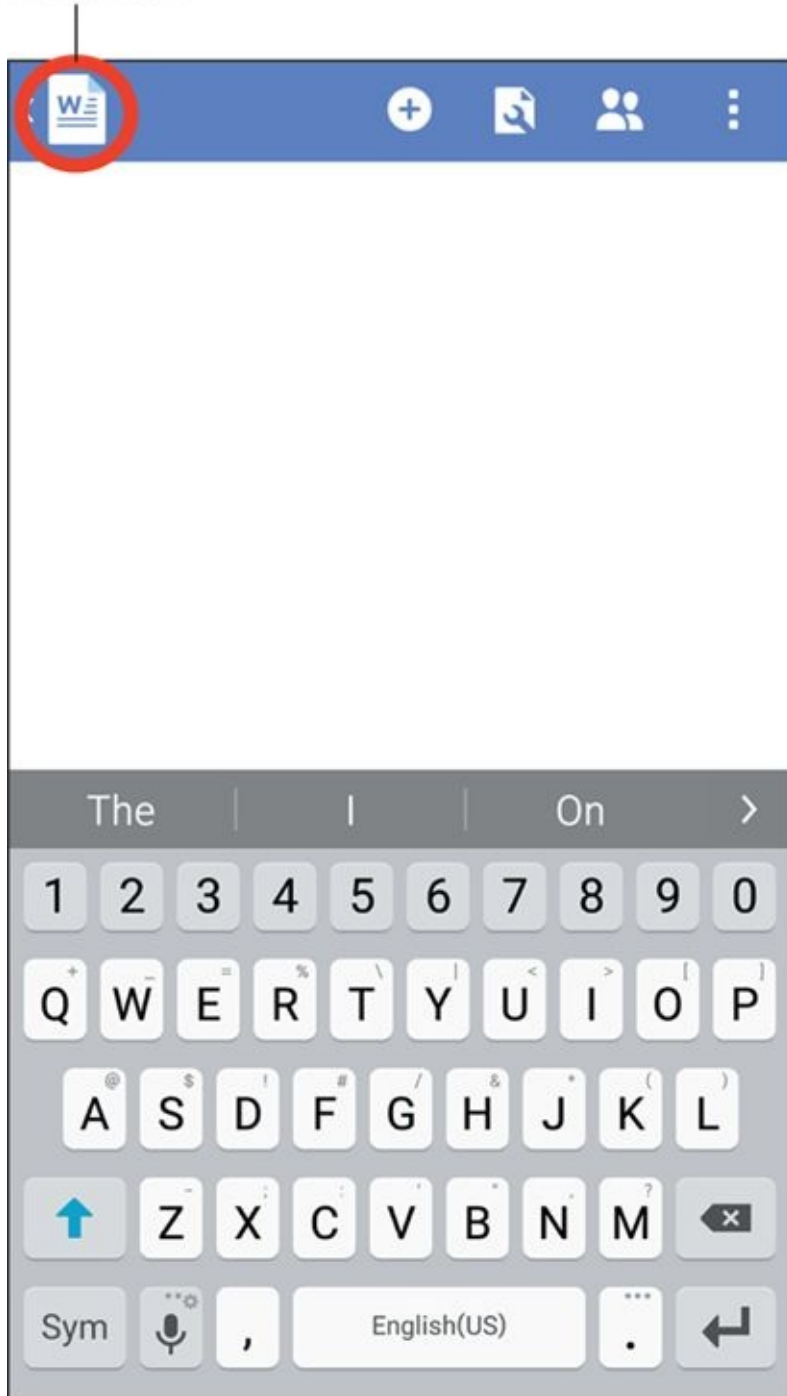 W
The I On >
1 2 3 4 5 6 7 8 9 0
Q W E R T Y U I O P
A S D F G H J K L
Z X C V B N M
Sym , English(US) .